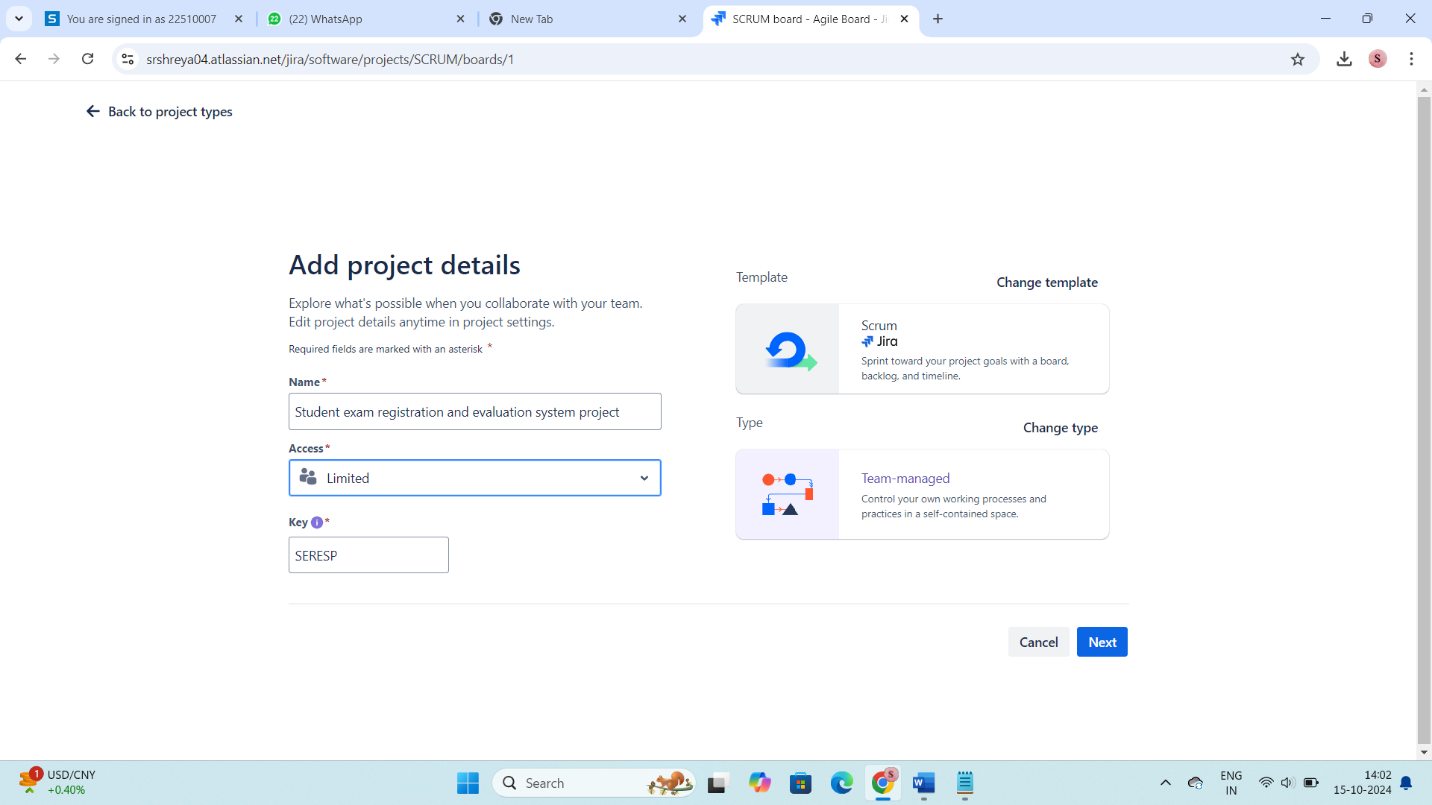 You are signed in as 22510007
22
(22) WhatsApp
New Tab
SCRUM board - Agile Board - Ji
srshreya04.atlassian.net/jira/software/projects/SCRUM/boards/1
S
Back to project types
Add project details
Explore what's possible when you collaborate with your team.
Edit project details anytime in project settings.
Required fields are marked with an asterisk *
Name*
Student exam registration and evaluation system project
Access*
Limited
Key i *
SERESP
Template
Change template
Scrum
Jira
Sprint toward your project goals with a board,
backlog, and timeline.
Type
Change type
Team-managed
Control your own working processes and
practices in a self-contained space.
Cancel
Next
1
USD/CNY
+0.40%
Search
S
W
ENG
IN
14:02
15-10-2024